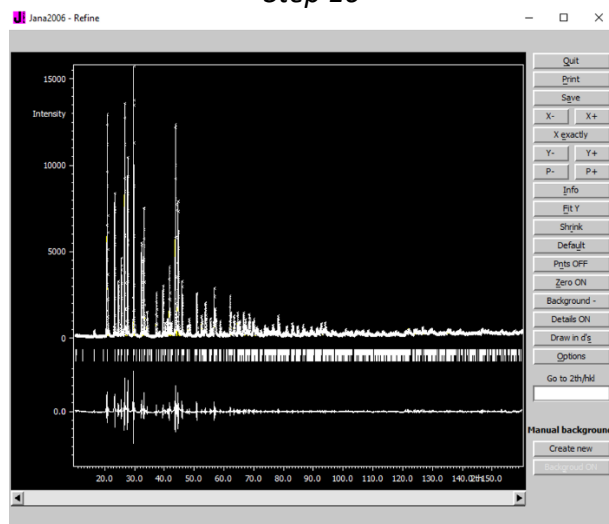 Step 10
Jana2006 - Refine
Quit
Print
Save
X- X+
X exactly
Y- Y+
P- P+
Info
Fit Y
Shrink
Default
Pnts OFF
Zero ON
Background -
Details ON
Draw in d's
Options
Go to 2th/hkl
Manual background
Create new
Backgroud ON
15000
Intensity
10000
5000
0
0.0
20.0 30.0 40.0 50.0 60.0 70.0 80.0 90.0 100.0 110.0 120.0 130.0 140.0 2th 150.0